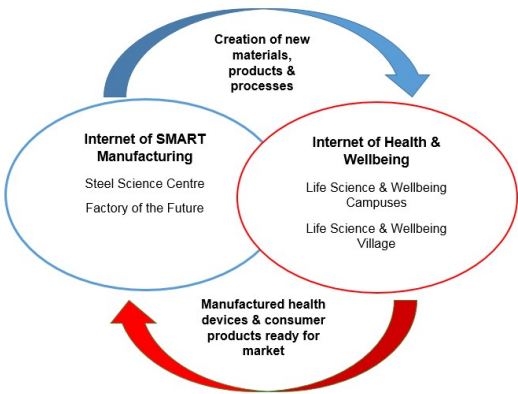 Creation of new
materials,
products &
processes
Internet of SMART
Manufacturing
Steel Science Centre
Factory of the Future
Internet of Health &
Wellbeing
Life Science & Wellbeing
Campuses
Life Science & Wellbeing
Village
Manufactured health
devices & consumer
products ready for
market